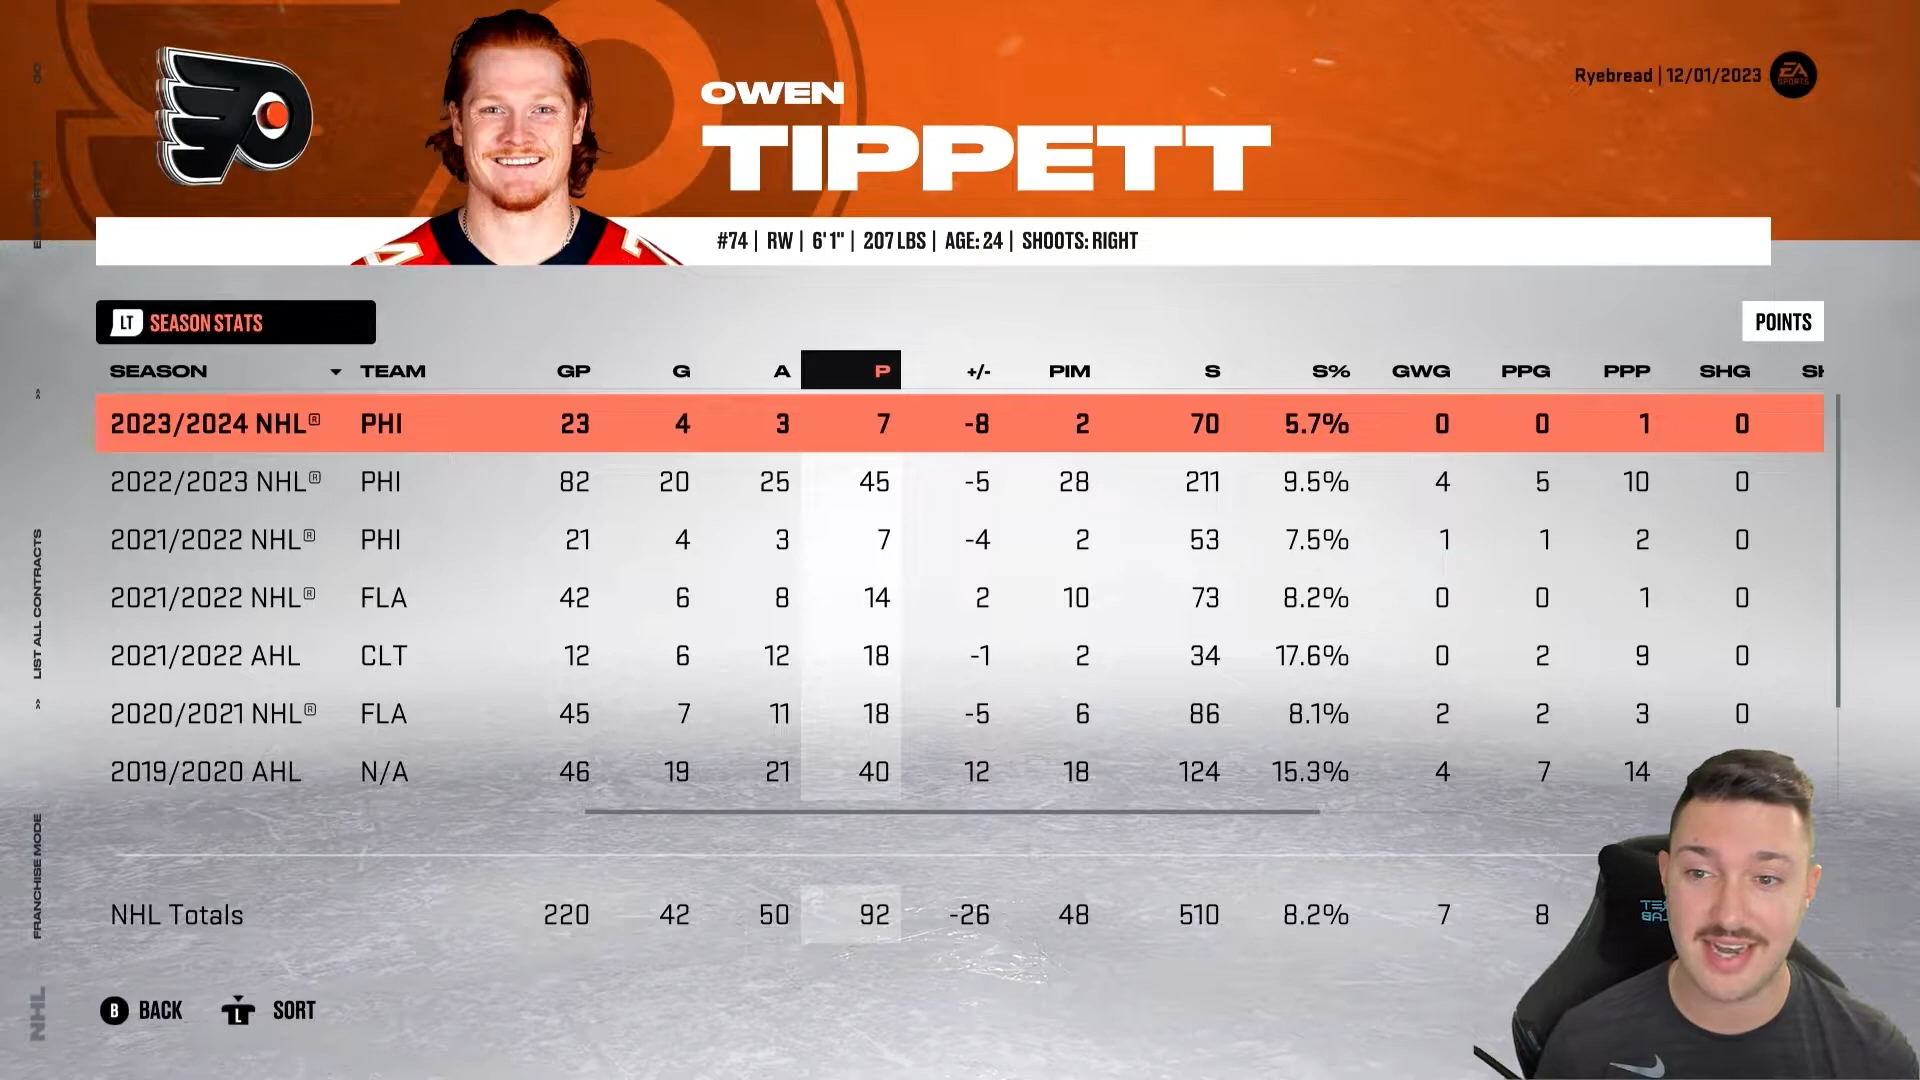 OWEN
TIPPETT
Ryebread | 12/01/2023
EA SPORTS
#74 | RW | 6' 1" | 207 LBS | AGE: 24 | SHOOTS: RIGHT
LT SEASON STATS
POINTS
SEASON TEAM GP G A P +/- PIM S S% GWG PPG PPP SHG SH
2023/2024 NHL® PHI 23 4 3 7 -8 2 70 5.7% 0 0 1 0
2022/2023 NHL® PHI 82 20 25 45 -5 28 211 9.5% 4 5 10 0
2021/2022 NHL® PHI 21 4 3 7 -4 2 53 7.5% 1 1 2 0
2021/2022 NHL® FLA 42 6 8 14 2 10 73 8.2% 0 0 1 0
2021/2022 AHL CLT 12 6 12 18 -1 2 34 17.6% 0 2 9 0
2020/2021 NHL® FLA 45 7 11 18 -5 6 86 8.1% 2 2 3 0
2019/2020 AHL N/A 46 19 21 40 12 18 124 15.3% 4 7 14
NHL Totals 220 42 50 92 -26 48 510 8.2% 7 8
B BACK L SORT
NHL FRANCHISE MODE >> LIST ALL CONTRACTS >>